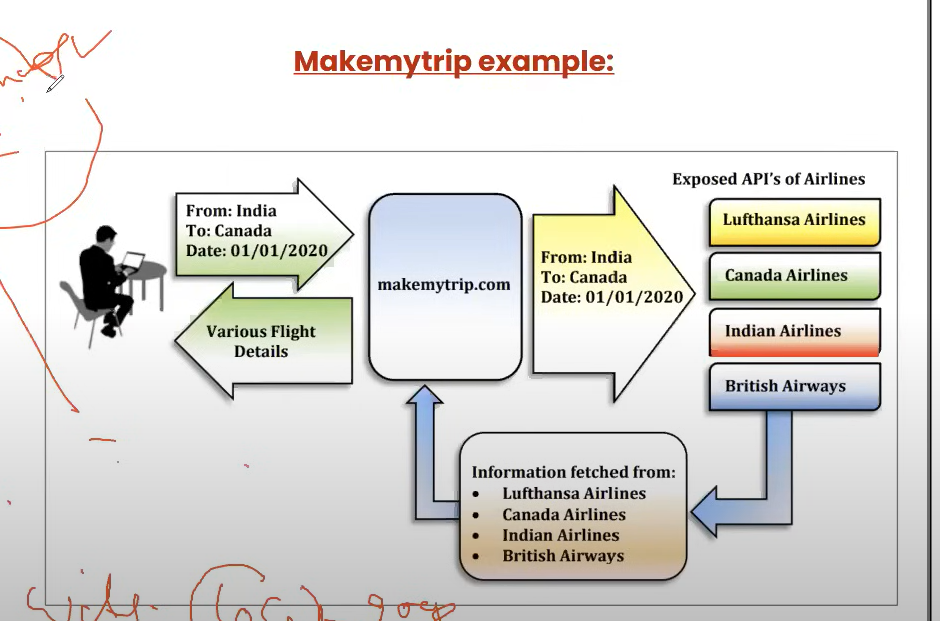 Makemytrip example:
Exposed API's of Airlines
From: India
To: Canada
Date: 01/01/2020
makemytrip.com
From: India
To: Canada
Date: 01/01/2020
Lufthansa Airlines
Canada Airlines
Indian Airlines
British Airways
Various Flight
Details
Information fetched from:
• Lufthansa Airlines
• Canada Airlines
• Indian Airlines
• British Airways